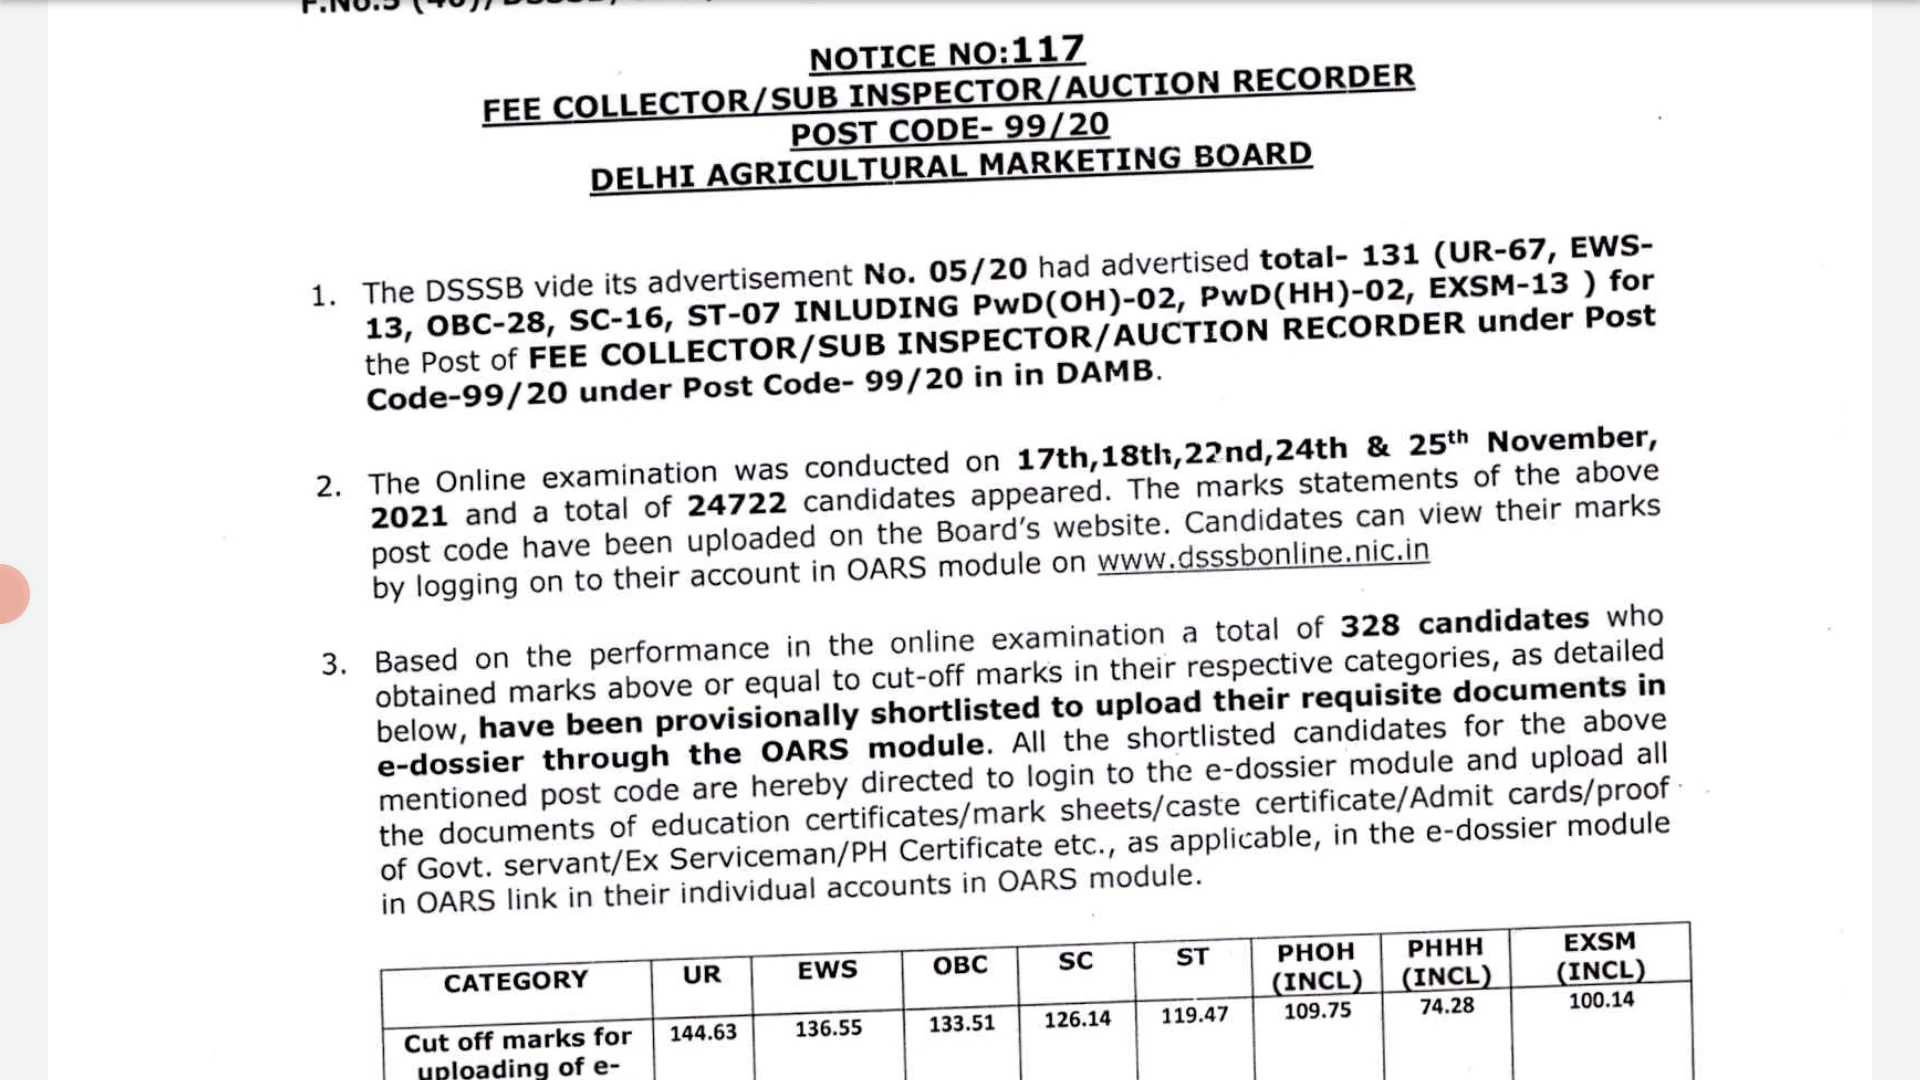 NOTICE NO:117
FEE COLLECTOR/SUB INSPECTOR/AUCTION RECORDER
POST CODE- 99/20
DELHI AGRICULTURAL MARKETING BOARD
1. The DSSSB vide its advertisement No. 05/20 had advertised total- 131 (UR-67, EWS-
13, OBC-28, SC-16, ST-07 INLUDING PwD(OH)-02, PwD(HH)-02, EXSM-13 ) for
the Post of FEE COLLECTOR/SUB INSPECTOR/AUCTION RECORDER under Post
Code-99/20 under Post Code- 99/20 in in DAMB.
2. The Online examination was conducted on 17th,18th,22nd,24th & 25th November,
2021 and a total of 24722 candidates appeared. The marks statements of the above
post code have been uploaded on the Board's website. Candidates can view their marks
by logging on to their account in OARS module on www.dsssbonline.nic.in
3. Based on the performance in the online examination a total of 328 candidates who
obtained marks above or equal to cut-off marks in their respective categories, as detailed
below, have been provisionally shortlisted to upload their requisite documents in
e-dossier through the OARS module. All the shortlisted candidates for the above
mentioned post code are hereby directed to login to the e-dossier module and upload all
the documents of education certificates/mark sheets/caste certificate/Admit cards/proof
of Govt. servant/Ex Serviceman/PH Certificate etc., as applicable, in the e-dossier module
in OARS link in their individual accounts in OARS module.
CATEGORY UR EWS OBC SC ST PHOH (INCL) PHHH (INCL) EXSM (INCL)
Cut off marks for 144.63 136.55 133.51 126.14 119.47 109.75 74.28 100.14
uploading of e-